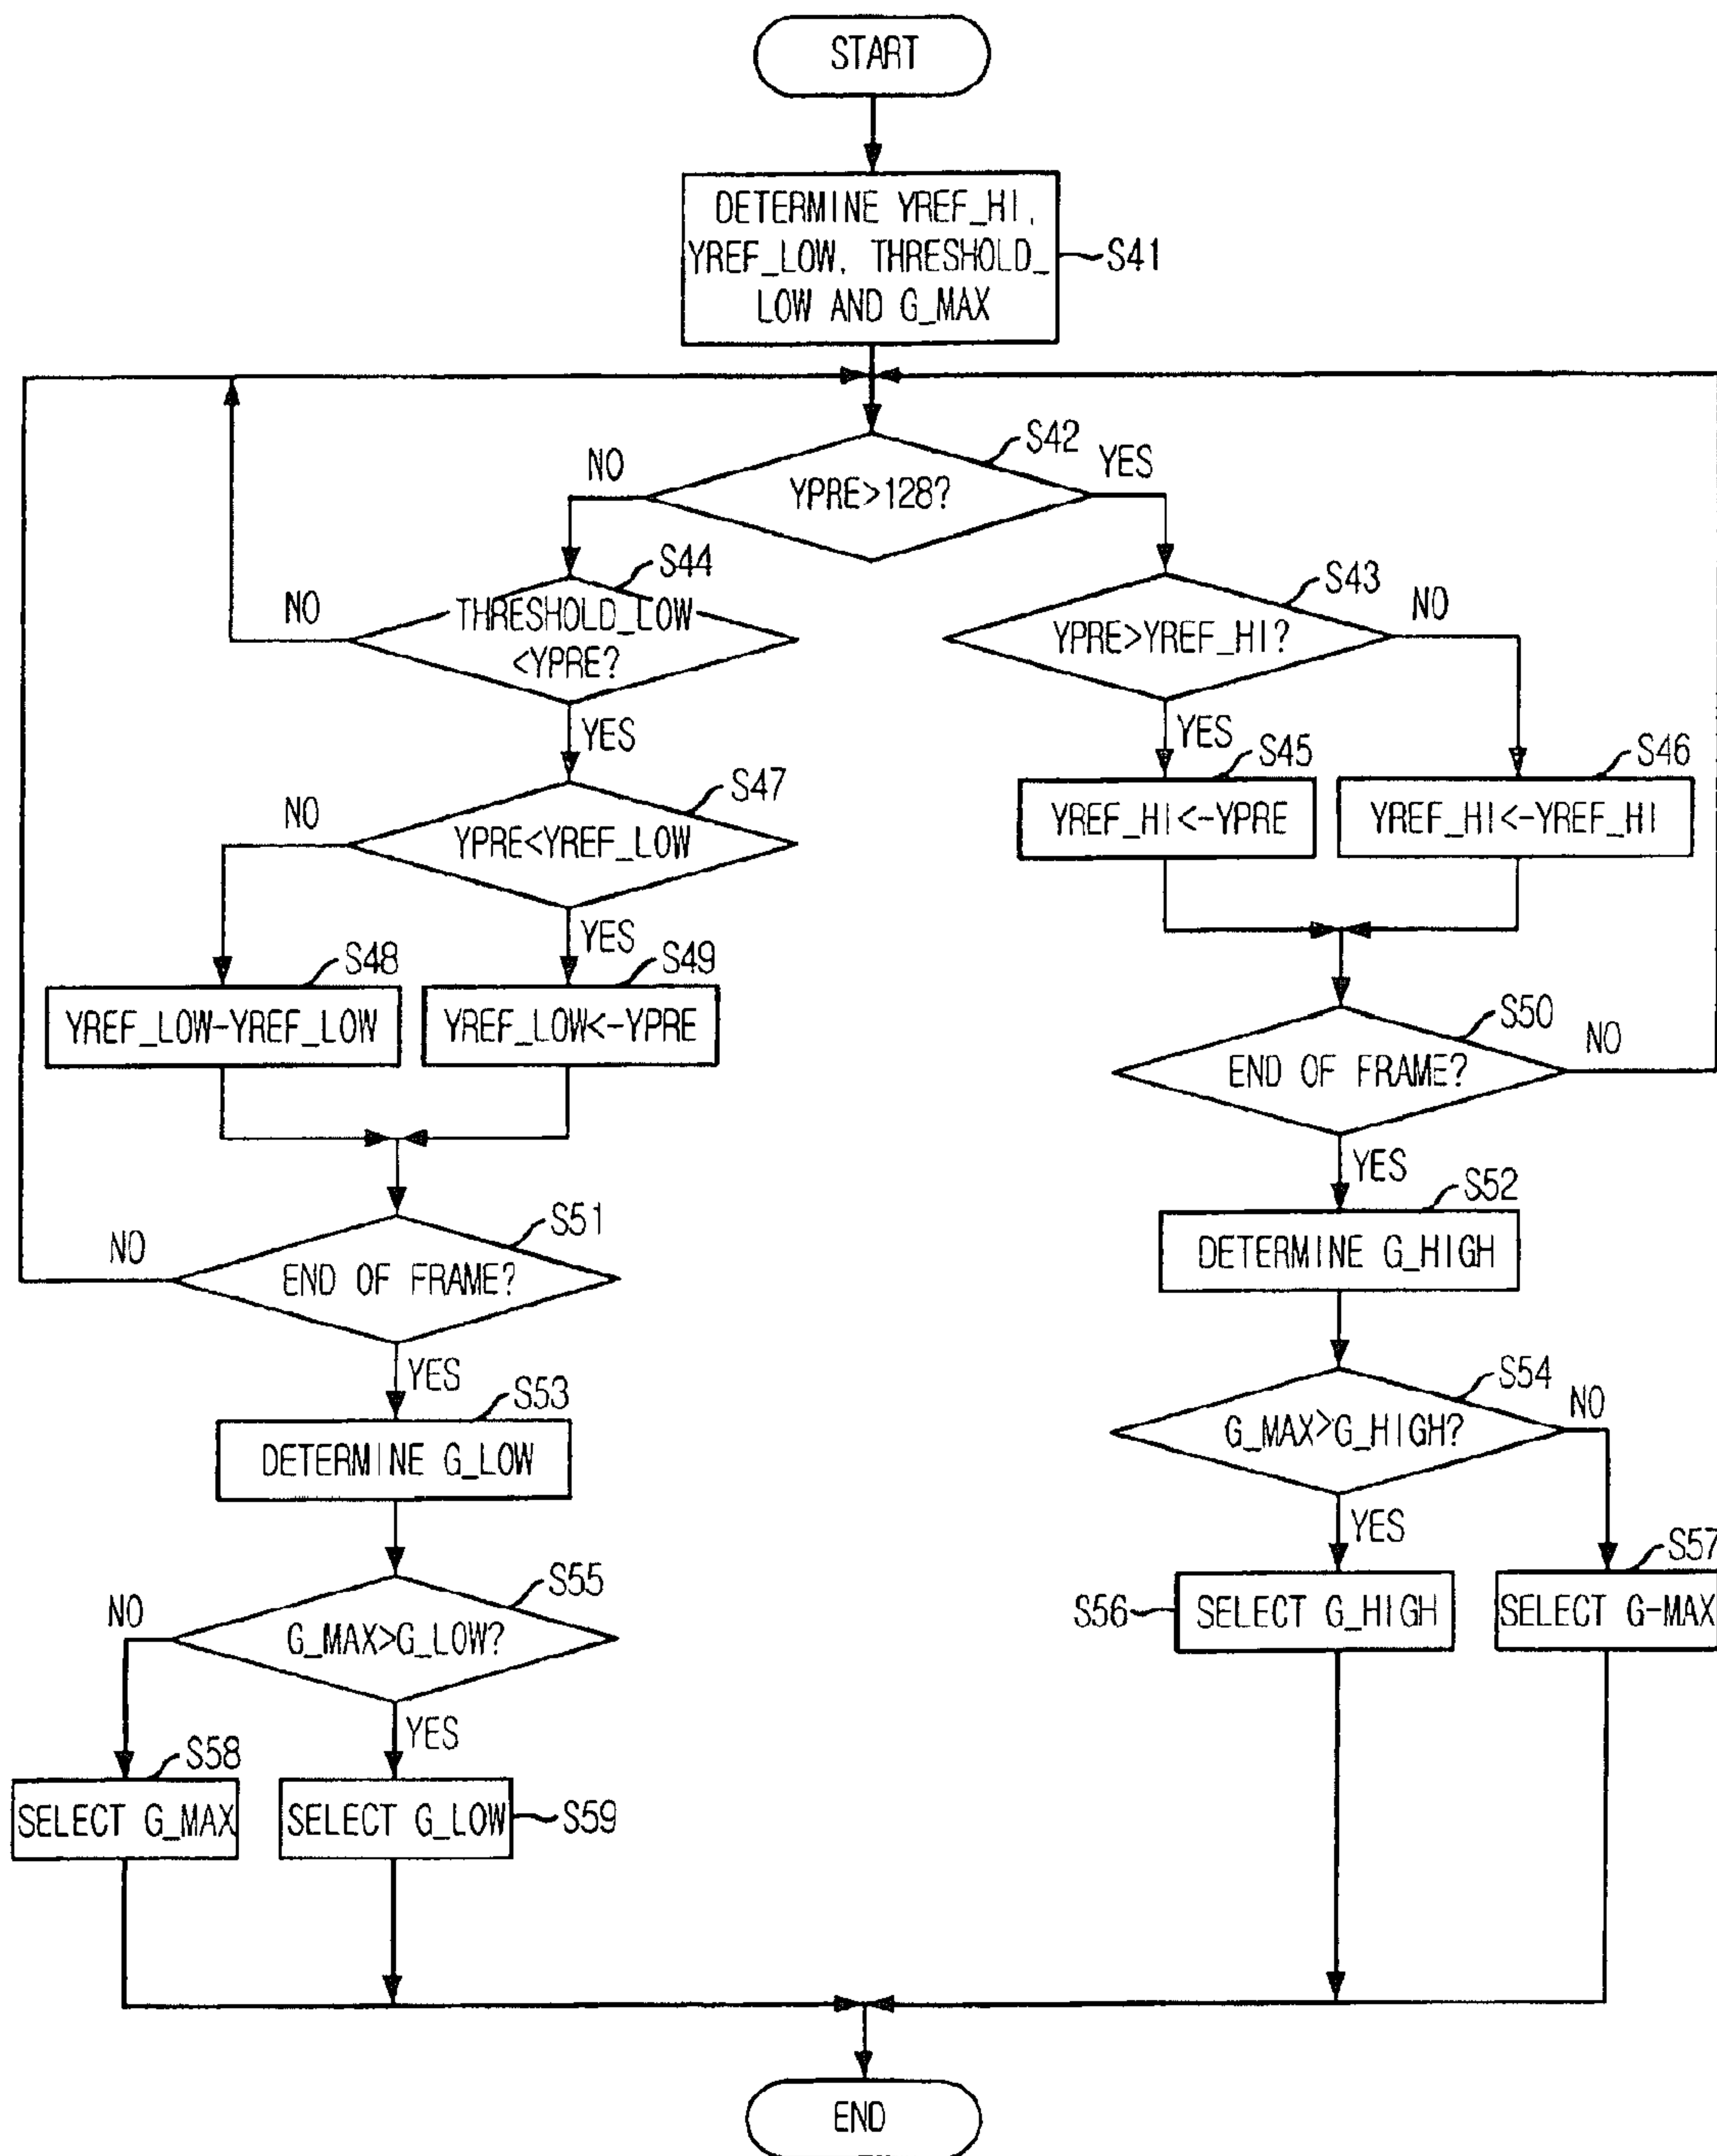 START
DETERMINE YREF_HI,
YREF_LOW, THRESHOLD_
LOW AND G_MAX
S41
S42
NO
YES
YPRE>128?
S44
S43
NO
THRESHOLD_LOW
<YPRE?
YPRE>YREF_HI?
NO
YES
YES
S47
S45
S46
NO
YPRE<YREF_LOW
YREF_HI<-YPRE
YREF_HI<-YREF_HI
YES
S48
S49
YREF_LOW-YREF_LOW
YREF_LOW<-YPRE
S50
END OF FRAME?
NO
YES
S51
S52
NO
END OF FRAME?
DETERMINE G_HIGH
YES
S53
S54
NO
DETERMINE G_LOW
G_MAX>G_HIGH?
YES
S55
S57
NO
G_MAX>G_LOW?
S56
SELECT G_HIGH
SELECT G-MAX
YES
S58
SELECT G_MAX
SELECT G_LOW
S59
END